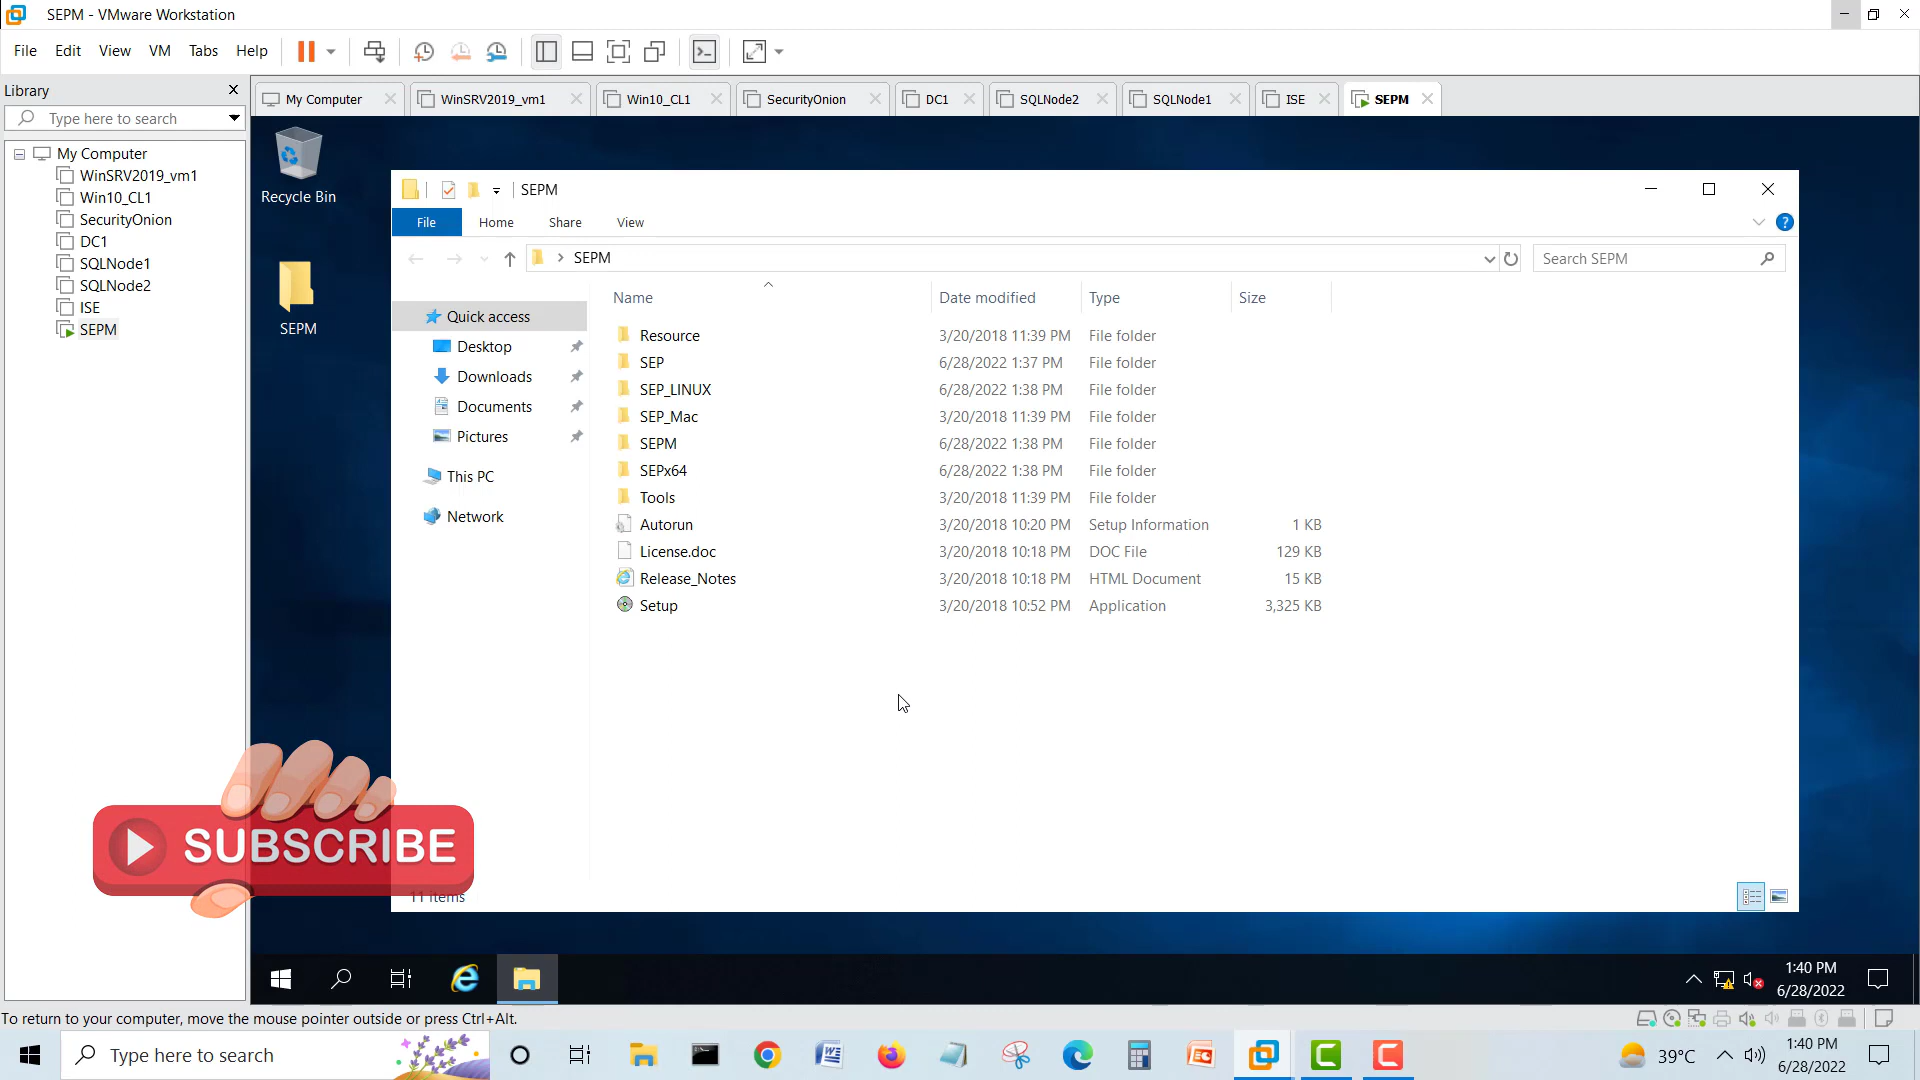 SEPM - VMware Workstation
File Edit View VM Tabs Help
Library
Type here to search
My Computer
WinSRV2019_vm1
Win10_CL1
SecurityOnion
DC1
SQLNode1
SQLNode2
ISE
SEPM
My Computer WinSRV2019_vm1 Win10_CL1 SecurityOnion DC1 SQLNode2 SQLNode1 ISE SEPM
Recycle Bin
SEPM
SEPM
File Home Share View
SEPM
Search SEPM
Quick access
Desktop
Downloads
Documents
Pictures
This PC
Network
Name Date modified Type Size
Resource 3/20/2018 11:39 PM File folder
SEP 6/28/2022 1:37 PM File folder
SEP_LINUX 6/28/2022 1:38 PM File folder
SEP_Mac 3/20/2018 11:39 PM File folder
SEPM 6/28/2022 1:38 PM File folder
SEPx64 6/28/2022 1:38 PM File folder
Tools 3/20/2018 11:39 PM File folder
Autorun 3/20/2018 10:20 PM Setup Information 1 KB
License.doc 3/20/2018 10:18 PM DOC File 129 KB
Release_Notes 3/20/2018 10:18 PM HTML Document 15 KB
Setup 3/20/2018 10:52 PM Application 3,325 KB
SUBSCRIBE
11 items
1:40 PM
6/28/2022
To return to your computer, move the mouse pointer outside or press Ctrl+Alt.
Type here to search
39°C
1:40 PM
6/28/2022